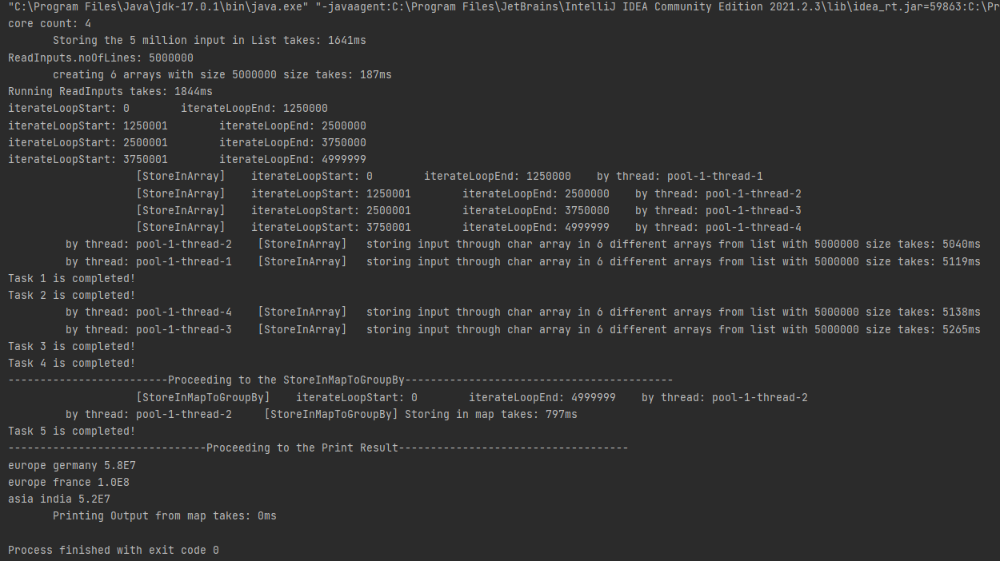 "C:\Program Files\Java\jdk-17.0.1\bin\java.exe" "-javaagent:C:\Program Files\JetBrains\IntelliJ IDEA Community Edition 2021.2.3\lib\idea_rt.jar=59863:C:\Pr
core count: 4
Storing the 5 million input in List takes: 1641ms
ReadInputs.noOfLines: 5000000
creating 6 arrays with size 5000000 size takes: 187ms
Running ReadInputs takes: 1844ms
iterateLoopStart: 0 iterateLoopEnd: 1250000
iterateLoopStart: 1250001 iterateLoopEnd: 2500000
iterateLoopStart: 2500001 iterateLoopEnd: 3750000
iterateLoopStart: 3750001 iterateLoopEnd: 4999999
[StoreInArray] iterateLoopStart: 0 iterateLoopEnd: 1250000 by thread: pool-1-thread-1
[StoreInArray] iterateLoopStart: 1250001 iterateLoopEnd: 2500000 by thread: pool-1-thread-2
[StoreInArray] iterateLoopStart: 2500001 iterateLoopEnd: 3750000 by thread: pool-1-thread-3
[StoreInArray] iterateLoopStart: 3750001 iterateLoopEnd: 4999999 by thread: pool-1-thread-4
by thread: pool-1-thread-2 [StoreInArray] storing input through char array in 6 different arrays from list with 5000000 size takes: 5040ms
by thread: pool-1-thread-1 [StoreInArray] storing input through char array in 6 different arrays from list with 5000000 size takes: 5119ms
Task 1 is completed!
Task 2 is completed!
by thread: pool-1-thread-4 [StoreInArray] storing input through char array in 6 different arrays from list with 5000000 size takes: 5138ms
by thread: pool-1-thread-3 [StoreInArray] storing input through char array in 6 different arrays from list with 5000000 size takes: 5265ms
Task 3 is completed!
Task 4 is completed!
-------------------------Proceeding to the StoreInMapToGroupBy------------------------------------------
[StoreInMapToGroupBy] iterateLoopStart: 0 iterateLoopEnd: 4999999 by thread: pool-1-thread-2
by thread: pool-1-thread-2 [StoreInMapToGroupBy] Storing in map takes: 797ms
Task 5 is completed!
-------------------------------Proceeding to the Print Result------------------------------------
europe germany 5.8E7
europe france 1.0E8
asia india 5.2E7
Printing Output from map takes: 0ms
Process finished with exit code 0